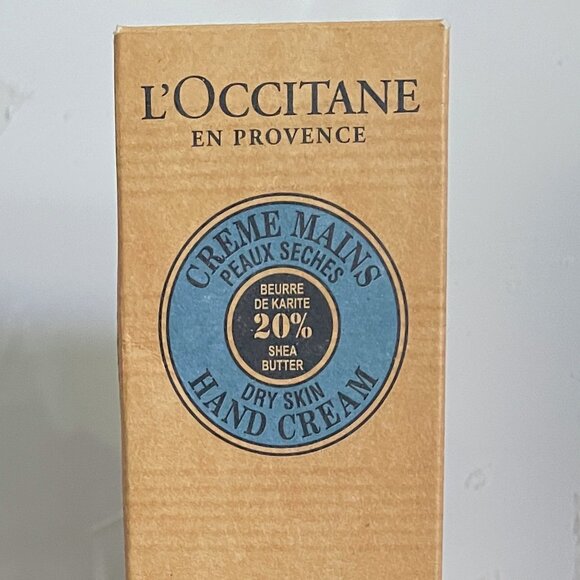 L'OCCITANE
EN PROVENCE
CREME MAINS
PEAUX SECHES
BEURRE
DE KARITE
20%
SHEA
BUTTER
DRY SKIN
HAND CREAM